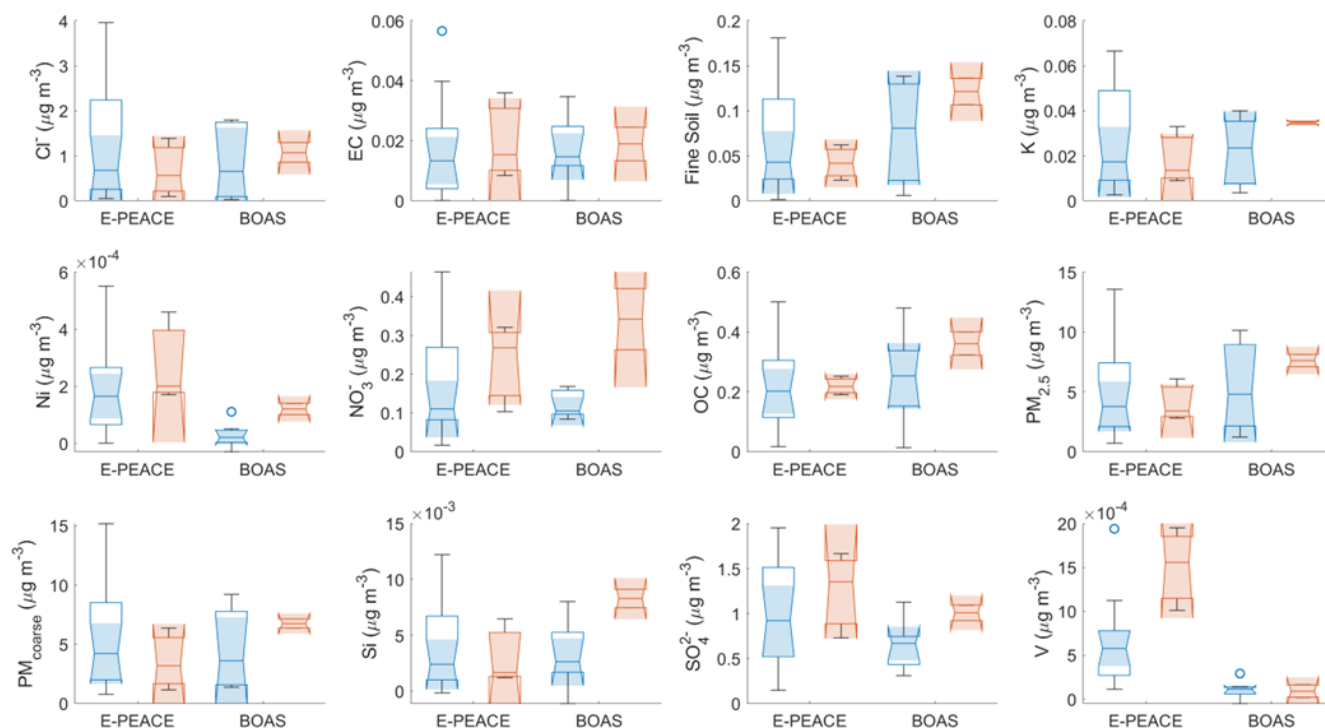 Cl⁻ (μg m⁻³)
4
3
2
1
0
E-PEACE BOAS
EC (μg m⁻³)
0.06
0.04
0.02
0
E-PEACE BOAS
Fine Soil (μg m⁻³)
0.2
0.15
0.1
0.05
0
E-PEACE BOAS
K (μg m⁻³)
0.08
0.06
0.04
0.02
0
E-PEACE BOAS
Ni (μg m⁻³)
×10⁻⁴
6
4
2
0
E-PEACE BOAS
NO₃⁻ (μg m⁻³)
0.4
0.3
0.2
0.1
0
E-PEACE BOAS
OC (μg m⁻³)
0.6
0.4
0.2
0
E-PEACE BOAS
PM₂.₅ (μg m⁻³)
15
10
5
0
E-PEACE BOAS
PM_coarse (μg m⁻³)
15
10
5
0
E-PEACE BOAS
Si (μg m⁻³)
×10⁻³
15
10
5
0
E-PEACE BOAS
SO₄²⁻ (μg m⁻³)
2
1.5
1
0.5
0
E-PEACE BOAS
V (μg m⁻³)
×10⁻⁴
20
15
10
5
0
E-PEACE BOAS